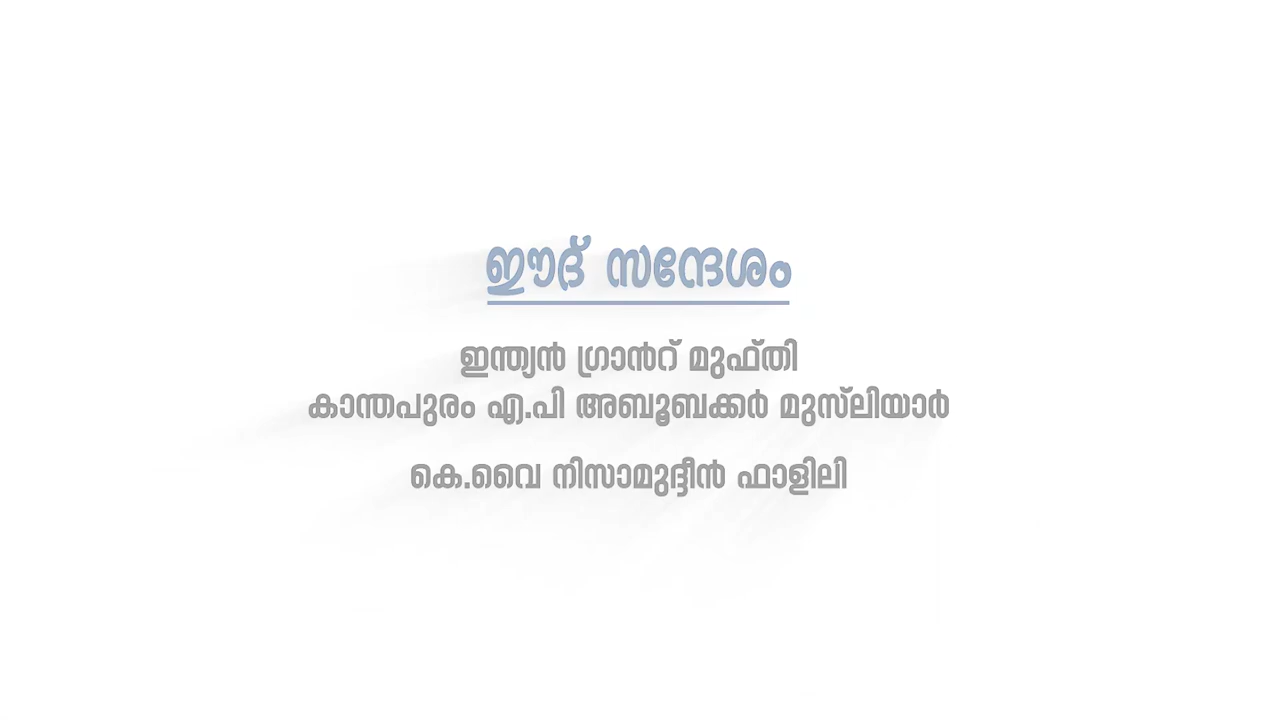 ഈദ് സന്ദേശം
ഇന്ത്യൻ ഗ്രാൻറ് മുഫ്തി
കാന്തപുരം എ.പി അബൂബക്കർ മുസ്‌ലിയാർ
കെ.വൈ നിസാമുദ്ദീൻ ഫാളിലി